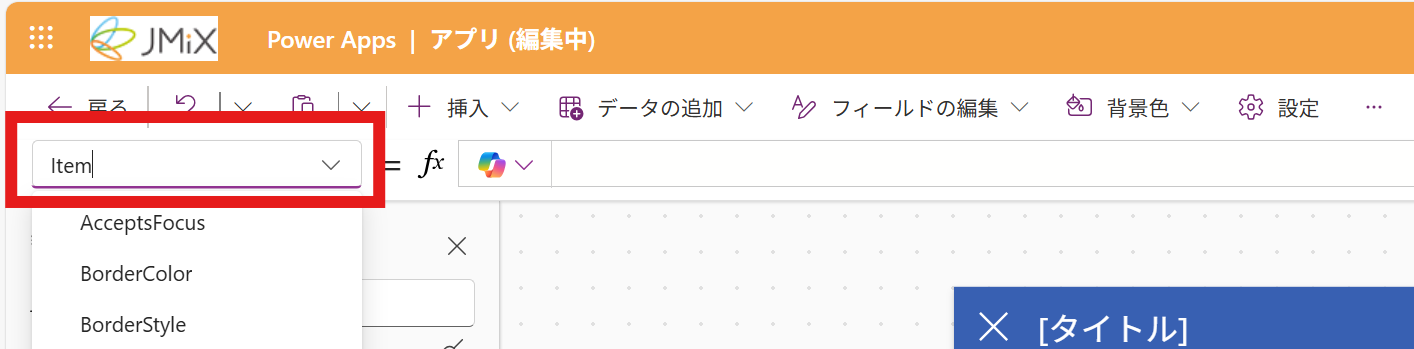 JMiX Power Apps | アプリ (編集中)
戻る 挿入 データの追加 フィールドの編集 背景色 設定 ...
Item = fx
AcceptsFocus
BorderColor
BorderStyle
[タイトル]